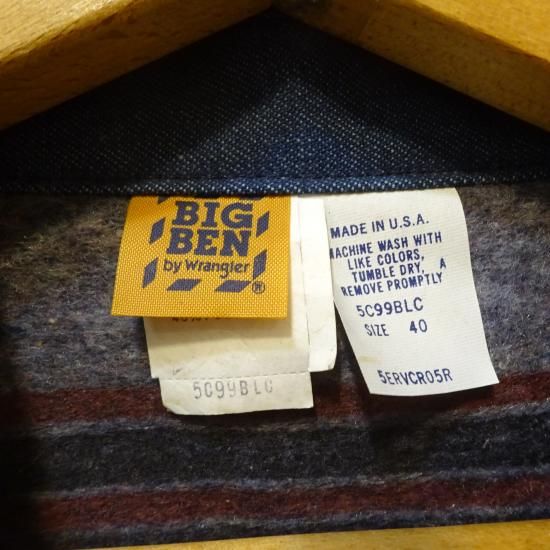 BIG
BEN
by Wrangler
®
5C99BLC
MADE IN U.S.A.
MACHINE WASH WITH
LIKE COLORS,
TUMBLE DRY, A
REMOVE PROMPTLY
5C99BLC
SIZE 40
5ERVCR05R